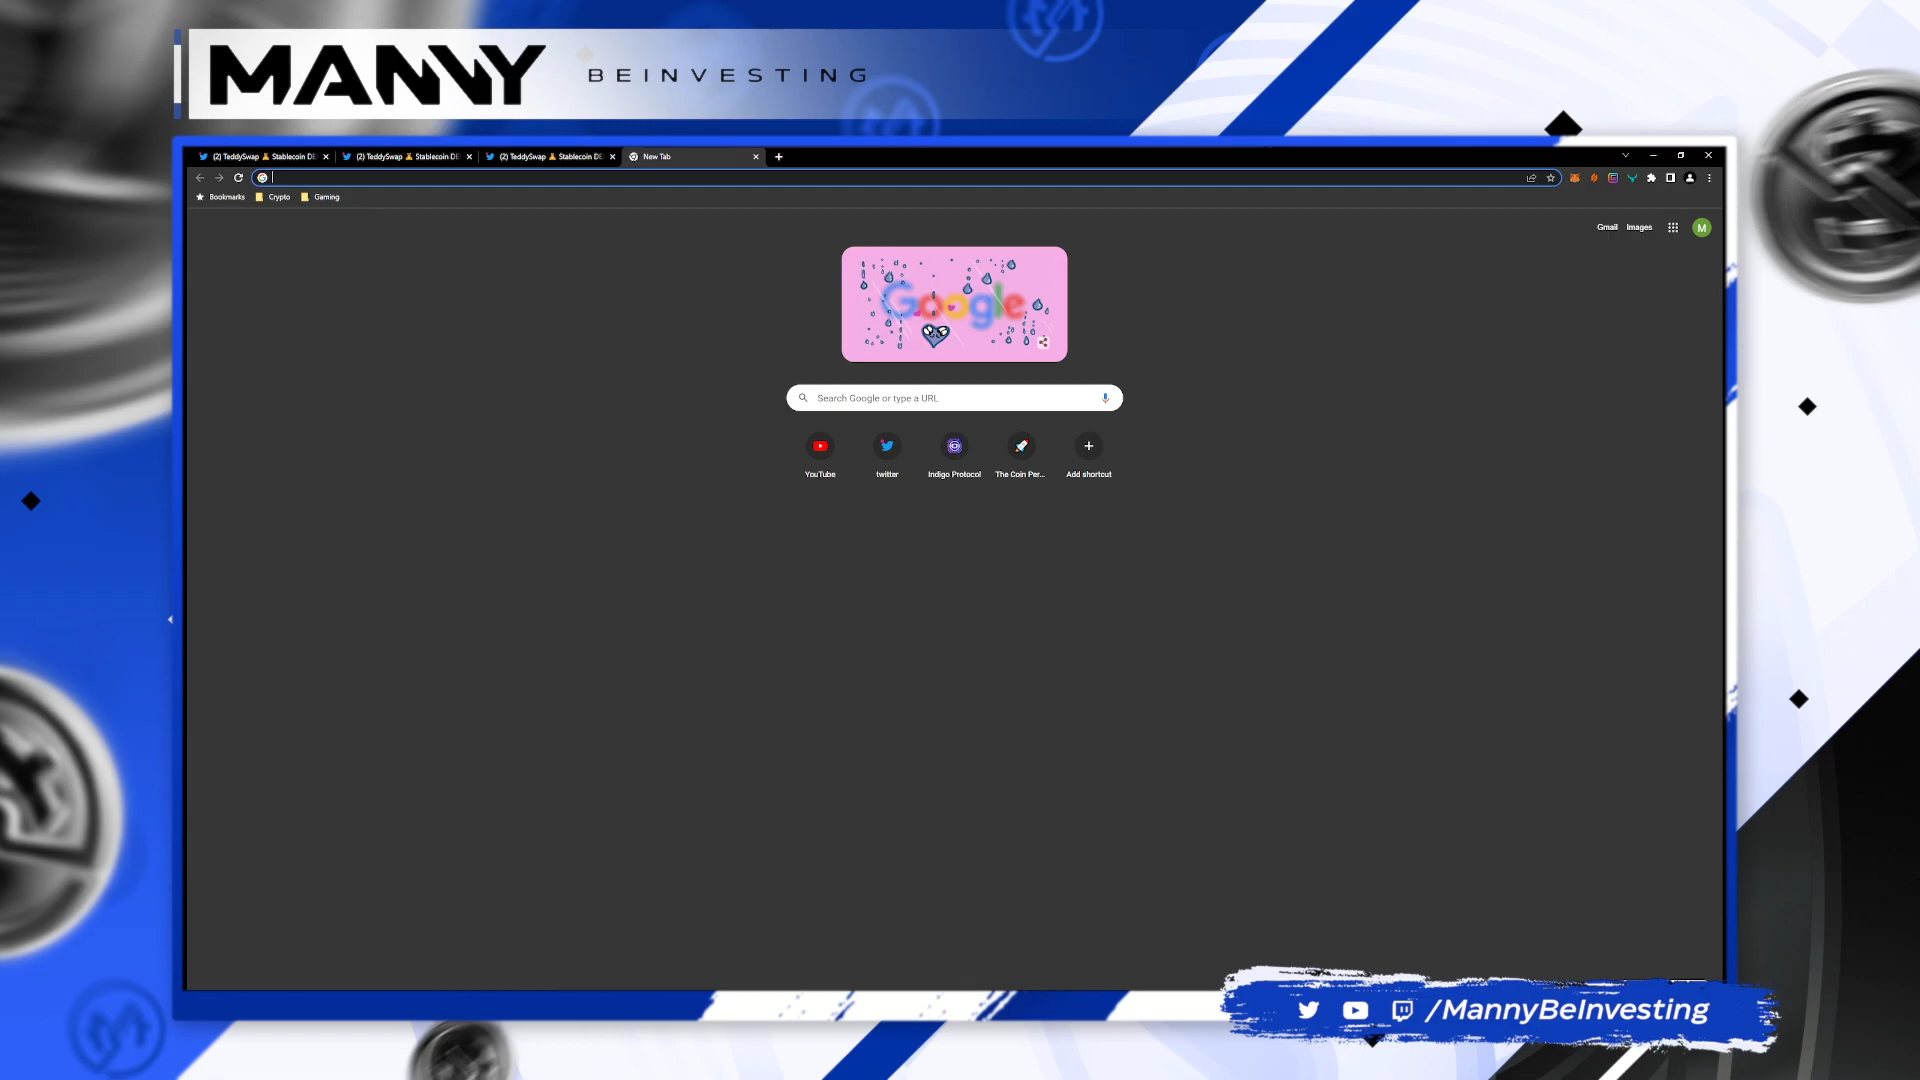 MANNY
BEINVESTING
(2) TeddySwap 🧸 Stablecoin DE
(2) TeddySwap 🧸 Stablecoin DE
(2) TeddySwap 🧸 Stablecoin DE
New Tab
Bookmarks
Crypto
Gaming
Gmail
Images
M
Google
Search Google or type a URL
YouTube
twitter
Indigo Protocol
The Coin Per...
Add shortcut
/MannyBeInvesting